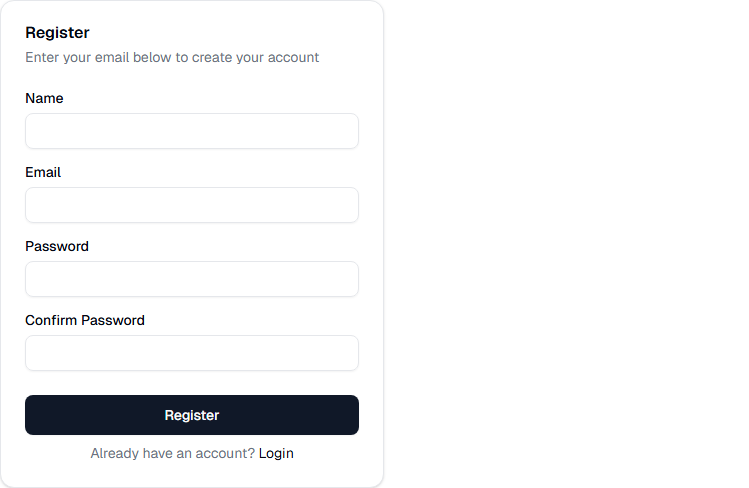 Register
Enter your email below to create your account
Name
Email
Password
Confirm Password
Register
Already have an account? Login